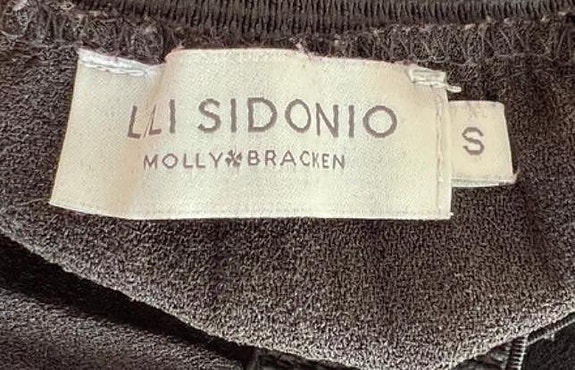 LILI SIDONIO
MOLLY BRACKEN
S